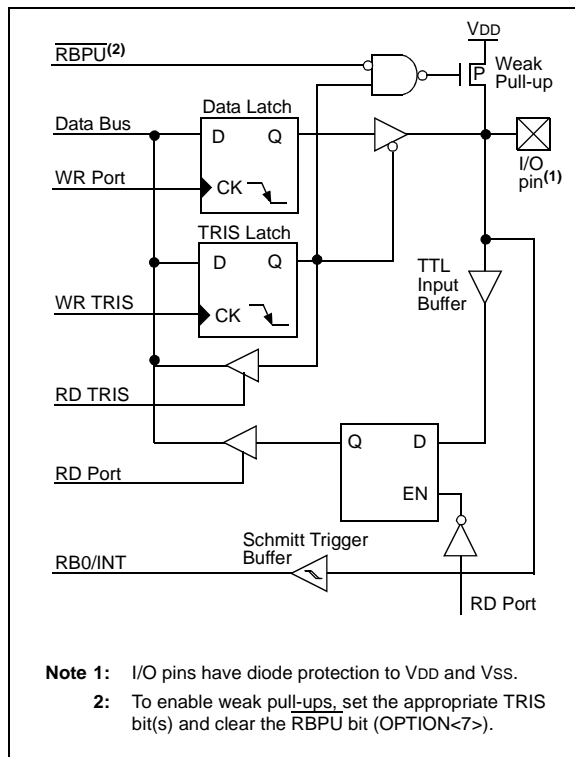 VDD
RBPU(2)
P Weak
Pull-up
Data Latch
Data Bus
D Q
WR Port
CK
I/O
pin(1)
TRIS Latch
D Q
TTL
Input
Buffer
WR TRIS
CK
RD TRIS
Q D
RD Port
EN
Schmitt Trigger
Buffer
RB0/INT
RD Port
Note 1: I/O pins have diode protection to VDD and VSS.
2: To enable weak pull-ups, set the appropriate TRIS
bit(s) and clear the RBPU bit (OPTION<7>).